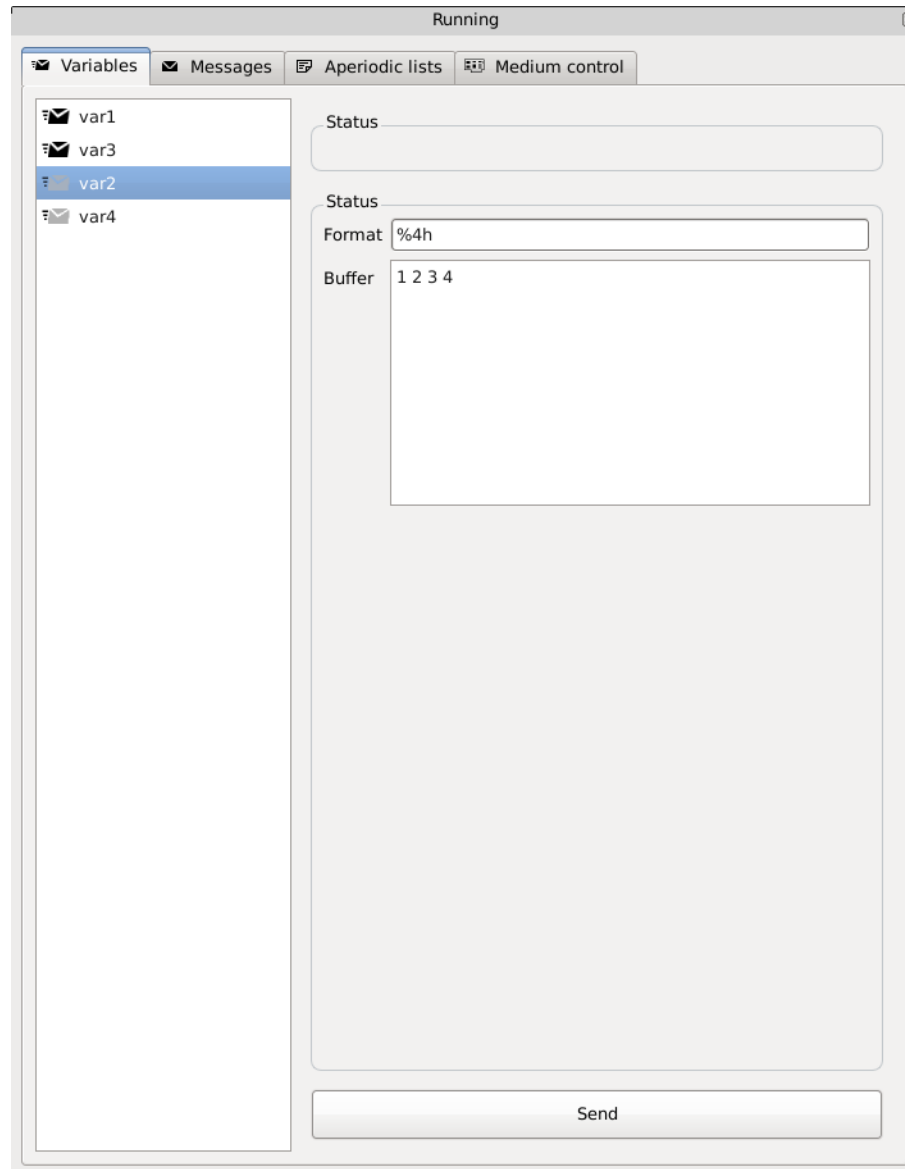 Running
Variables Messages Aperiodic lists Medium control
var1
var3
var2
var4
Status
Status
Format %4h
Buffer 1 2 3 4
Send